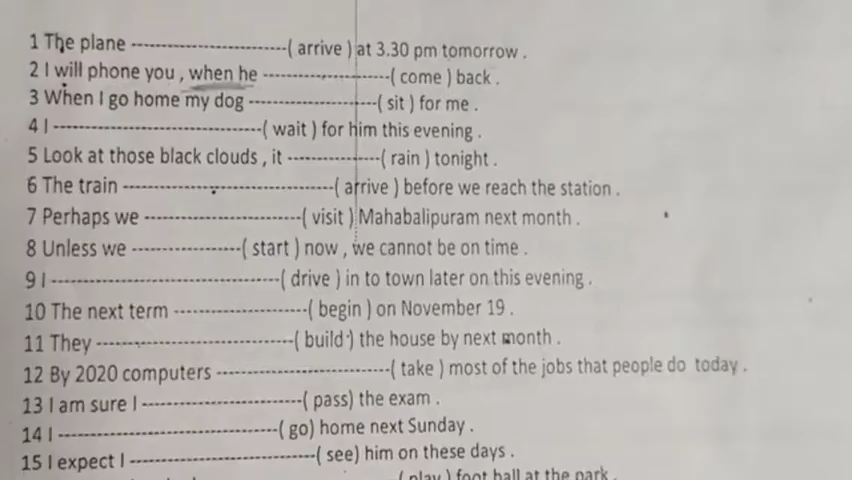 1 The plane ---------------------------( arrive ) at 3.30 pm tomorrow .
2 I will phone you , when he ----------------------( come ) back .
3 When I go home my dog ----------------------( sit ) for me .
4 I ------------------------------------( wait ) for him this evening .
5 Look at those black clouds , it ----------------( rain ) tonight .
6 The train ------------------------------------( arrive ) before we reach the station .
7 Perhaps we ---------------------------( visit ) Mahabalipuram next month .
8 Unless we -------------------( start ) now , we cannot be on time .
9 I ----------------------------------------( drive ) in to town later on this evening .
10 The next term -----------------------( begin ) on November 19 .
11 They ----------------------------------( build ) the house by next month .
12 By 2020 computers ------------------------------( take ) most of the jobs that people do today .
13 I am sure I ----------------------------( pass) the exam .
14 I --------------------------------------( go) home next Sunday .
15 I expect I --------------------------------( see) him on these days .
( play ) foot ball at the park .